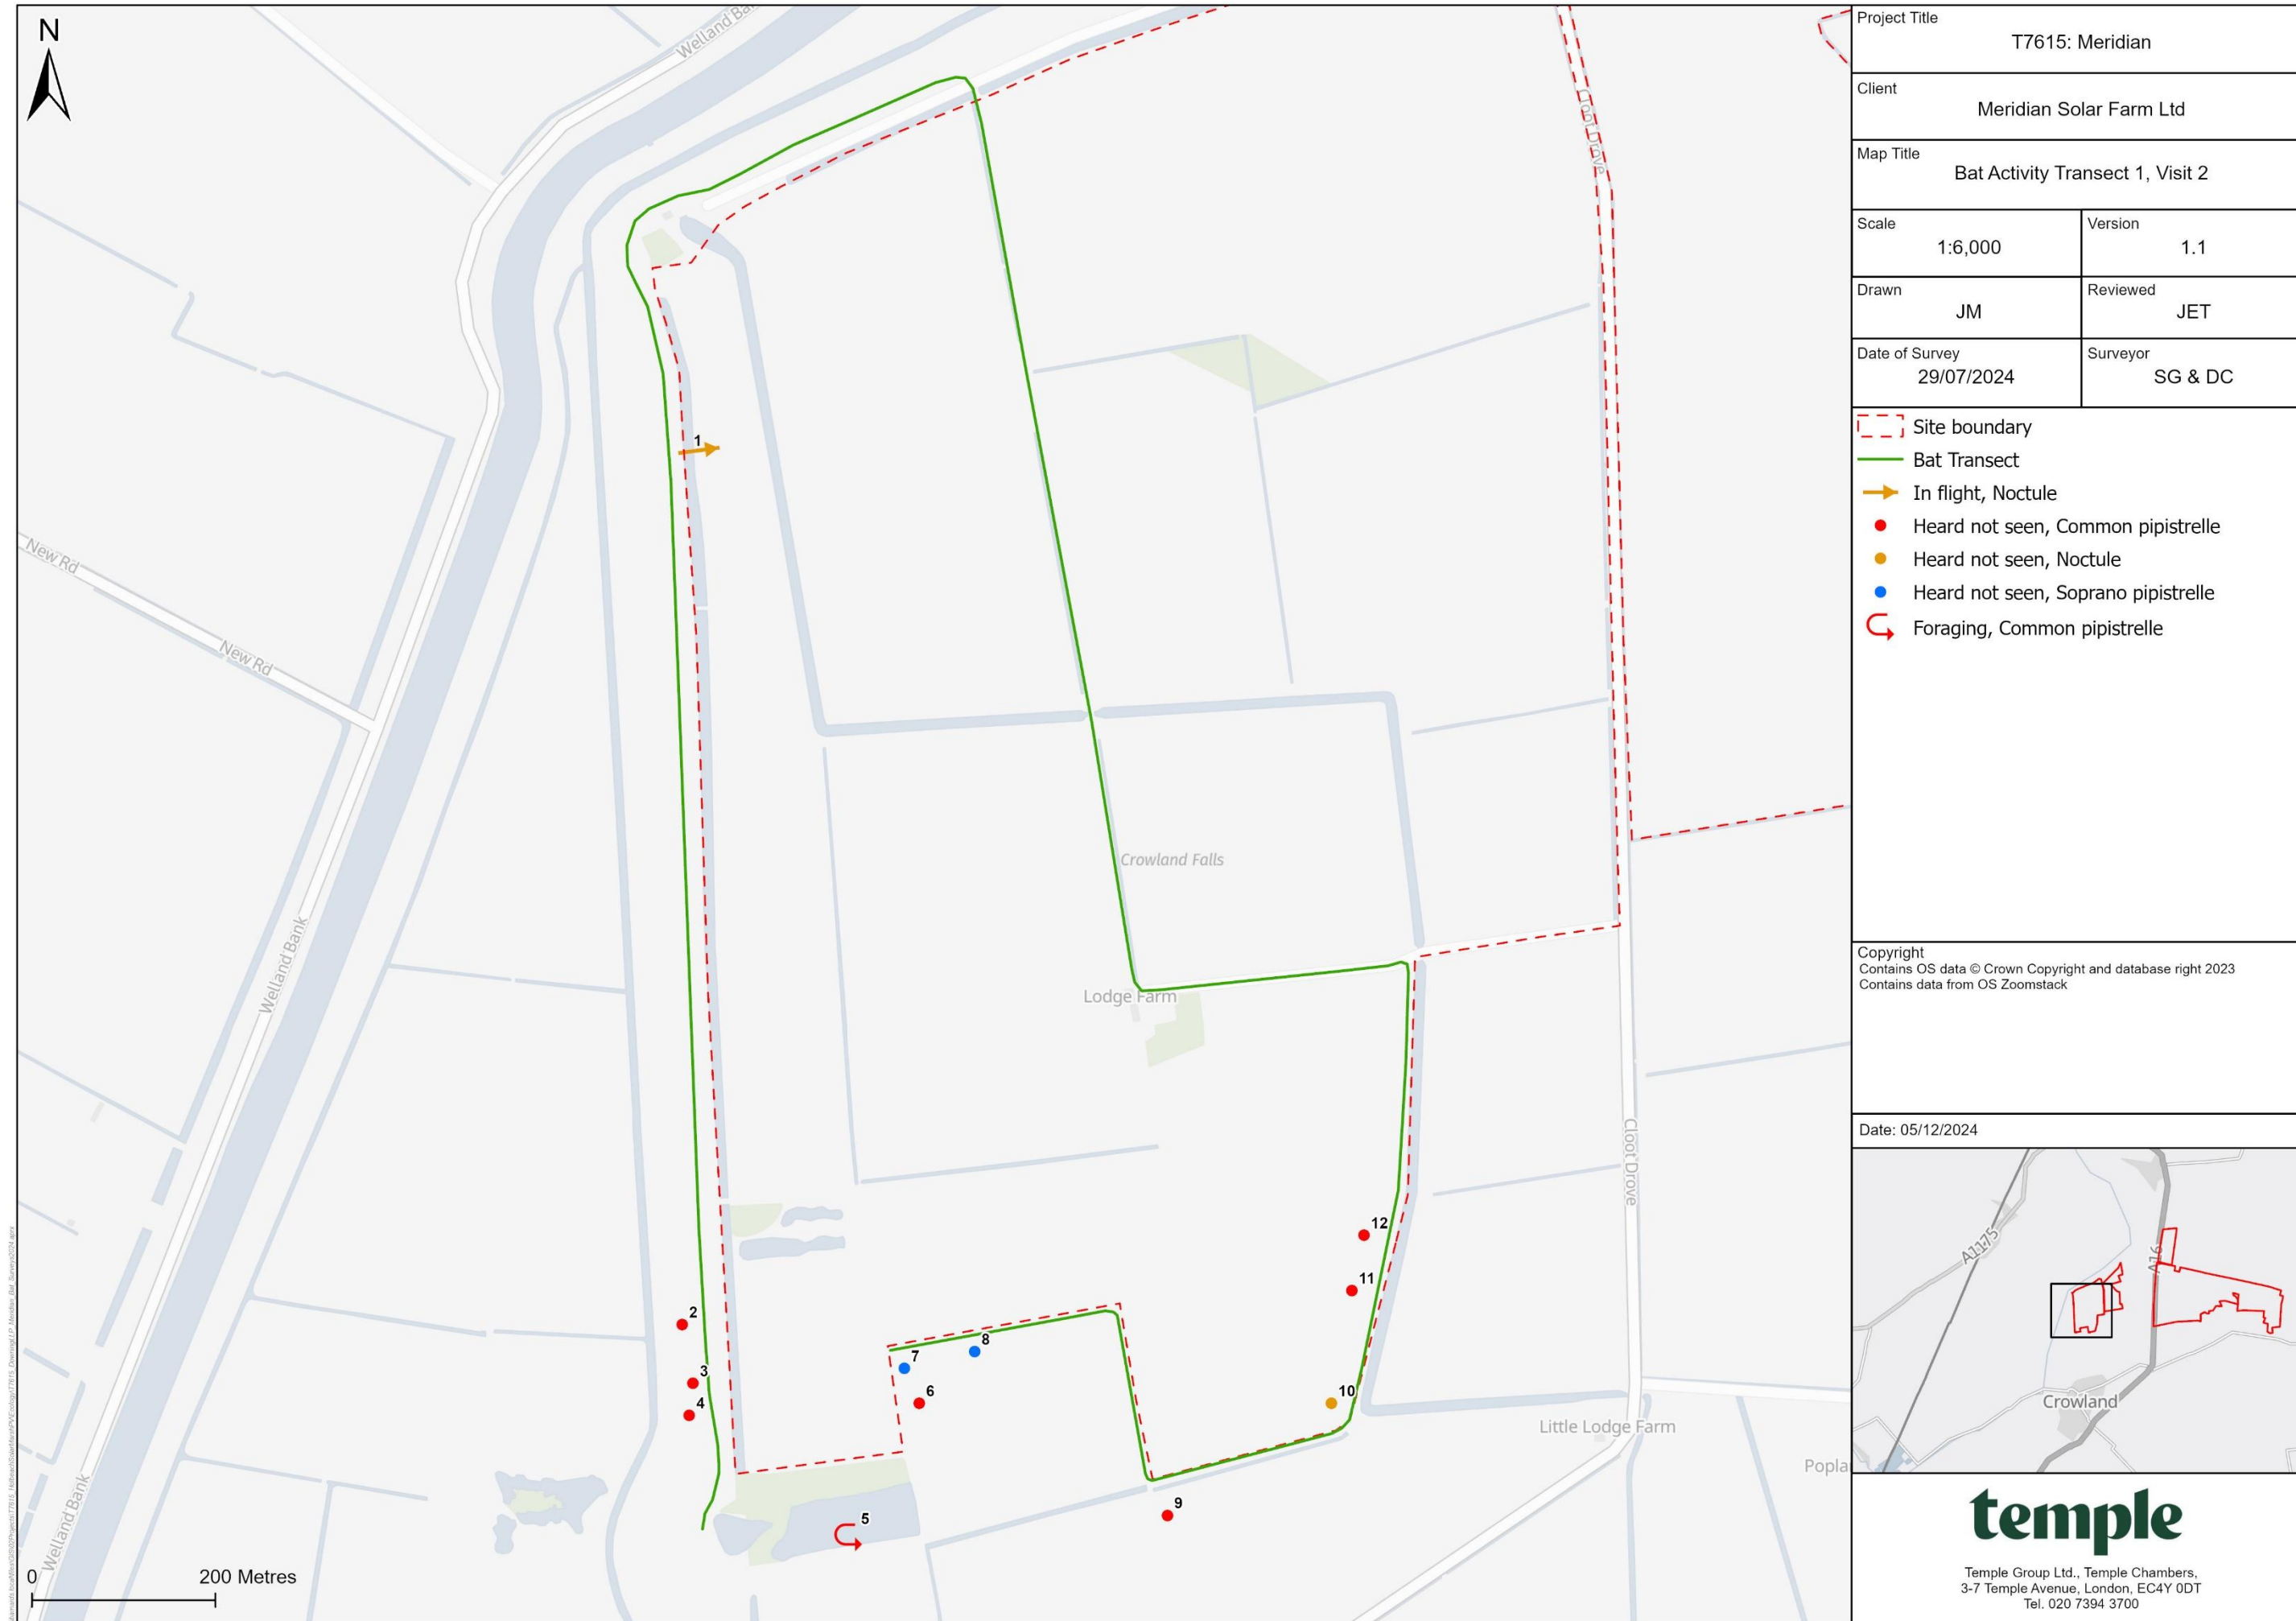 N
Welland Ba
Cloot Drove
1
New Rd
New Rd
Crowland Falls
Lodge Farm
Welland Bank
Cloot Drove
12
11
2
8
7
3
6
4
10
Little Lodge Farm
Popla
9
5
Welland Bank
0
200 Metres
Project Title
T7615: Meridian
Client
Meridian Solar Farm Ltd
Map Title
Bat Activity Transect 1, Visit 2
Scale
1:6,000
Version
1.1
Drawn
JM
Reviewed
JET
Date of Survey
29/07/2024
Surveyor
SG & DC
Site boundary
Bat Transect
In flight, Noctule
Heard not seen, Common pipistrelle
Heard not seen, Noctule
Heard not seen, Soprano pipistrelle
Foraging, Common pipistrelle
Copyright
Contains OS data © Crown Copyright and database right 2023
Contains data from OS Zoomstack
Date: 05/12/2024
A1175
A16
Crowland
temple
Temple Group Ltd., Temple Chambers,
3-7 Temple Avenue, London, EC4Y 0DT
Tel. 020 7394 3700